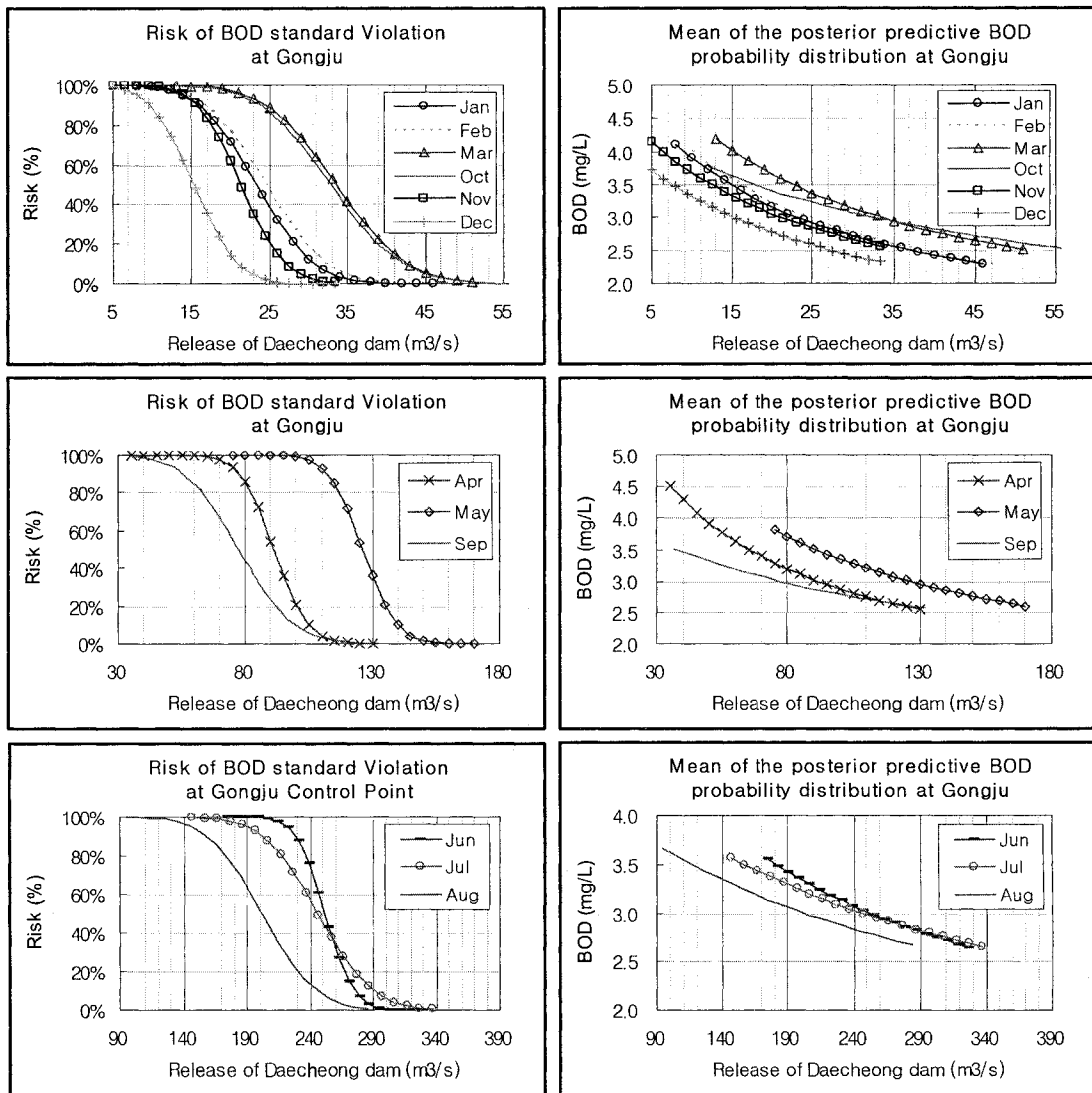 Risk of BOD standard Violation
at Gongju
100%
80%
60%
40%
20%
0%
Risk (%)
5
15
25
35
45
55
Release of Daecheong dam (m3/s)
Jan
Feb
Mar
Oct
Nov
Dec
Mean of the posterior predictive BOD
probability distribution at Gongju
5.0
4.5
4.0
3.5
3.0
2.5
2.0
BOD (mg/L)
5
15
25
35
45
55
Release of Daecheong dam (m3/s)
Jan
Feb
Mar
Oct
Nov
Dec
Risk of BOD standard Violation
at Gongju
100%
80%
60%
40%
20%
0%
Risk (%)
30
80
130
180
Release of Daecheong dam (m3/s)
Apr
May
Sep
Mean of the posterior predictive BOD
probability distribution at Gongju
5.0
4.5
4.0
3.5
3.0
2.5
2.0
BOD (mg/L)
30
80
130
180
Release of Daecheong dam (m3/s)
Apr
May
Sep
Risk of BOD standard Violation
at Gongju Control Point
100%
80%
60%
40%
20%
0%
Risk (%)
90
140
190
240
290
340
390
Release of Daecheong dam (m3/s)
Jun
Jul
Aug
Mean of the posterior predictive BOD
probability distribution at Gongju
4.0
3.5
3.0
2.5
2.0
BOD (mg/L)
90
140
190
240
290
340
390
Release of Daecheong dam (m3/s)
Jun
Jul
Aug